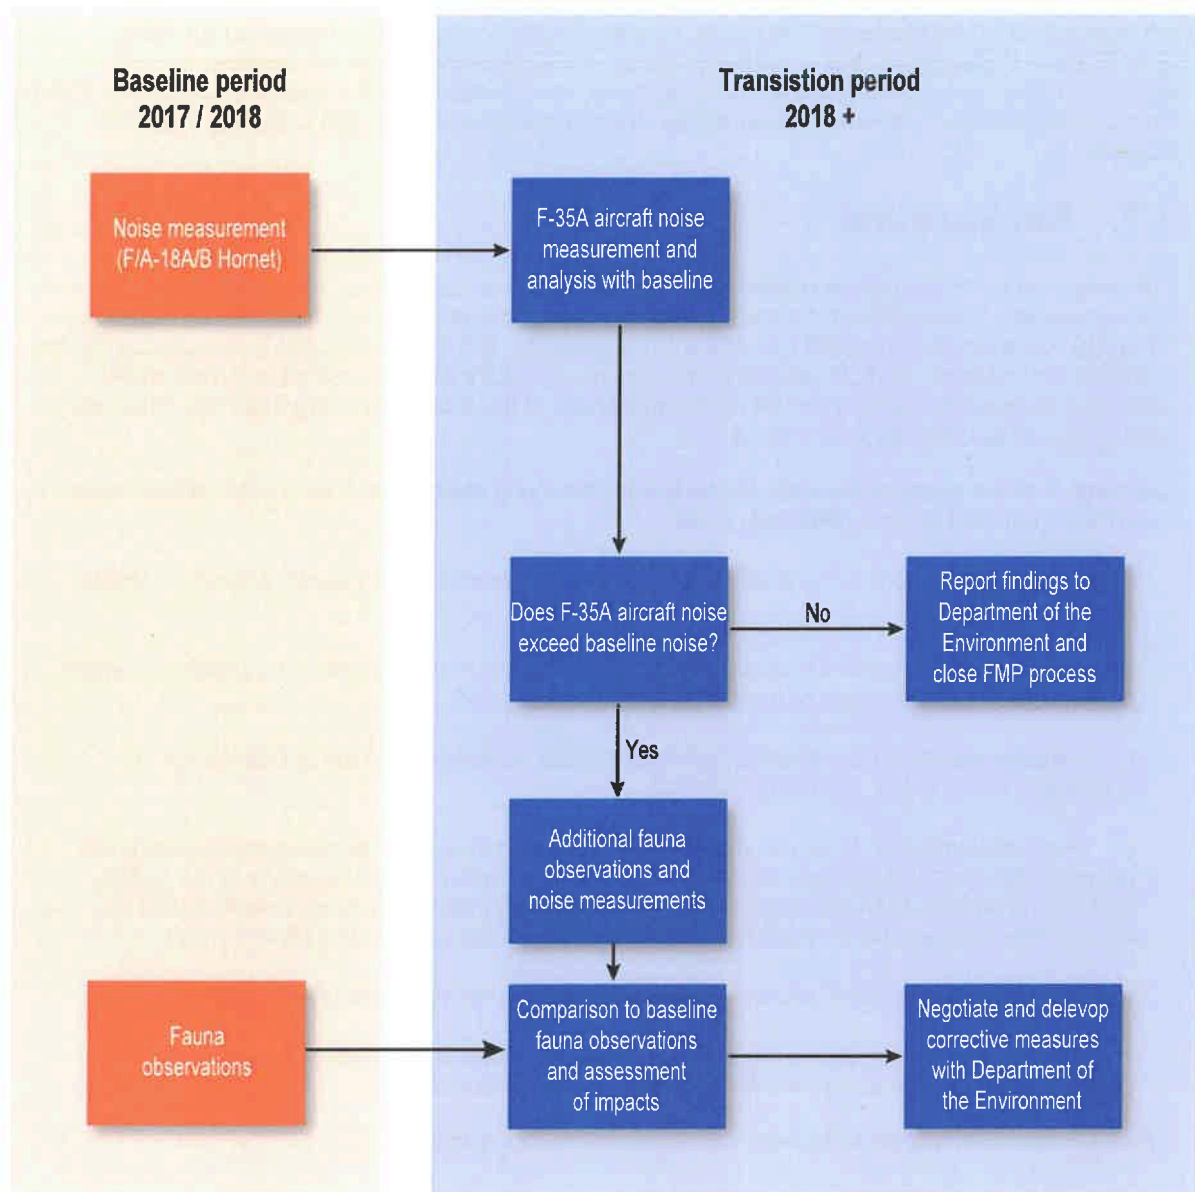 Baseline period
2017 / 2018
Transistion period
2018 +
Noise measurement
(F/A-18A/B Hornet)
F-35A aircraft noise
measurement and
analysis with baseline
Does F-35A aircraft noise
exceed baseline noise?
No
Report findings to
Department of the
Environment and
close FMP process
Yes
Additional fauna
observations and
noise measurements
Fauna
observations
Comparison to baseline
fauna observations
and assessment
of impacts
Negotiate and delevop
corrective measures
with Department of
the Environment